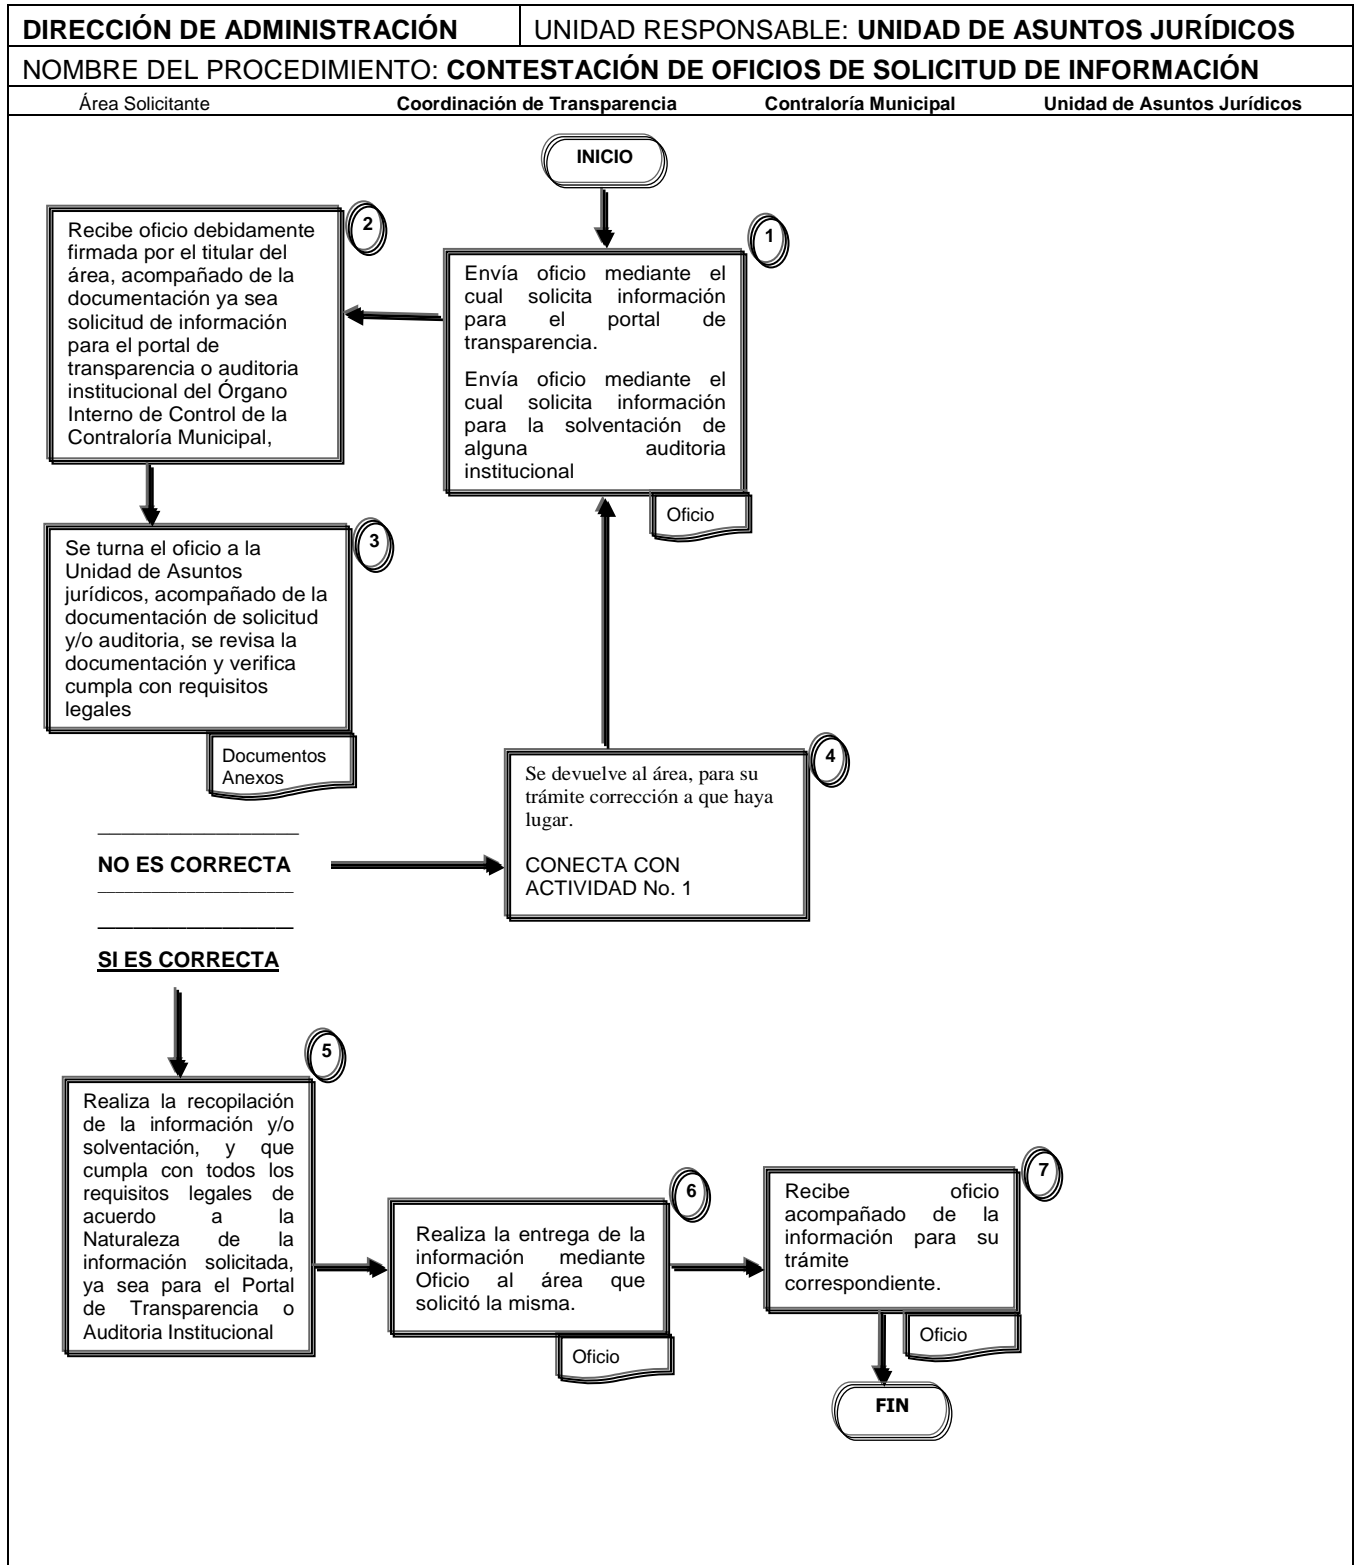 DIRECCIÓN DE ADMINISTRACIÓN
UNIDAD RESPONSABLE: UNIDAD DE ASUNTOS JURÍDICOS
NOMBRE DEL PROCEDIMIENTO: CONTESTACIÓN DE OFICIOS DE SOLICITUD DE INFORMACIÓN
Área Solicitante
Coordinación de Transparencia
Contraloría Municipal
Unidad de Asuntos Jurídicos
INICIO
1
Envía oficio mediante el
cual solicita información
para el portal de
transparencia.
Envía oficio mediante el
cual solicita información
para la solventación de
alguna auditoria
institucional
Oficio
2
Recibe oficio debidamente
firmada por el titular del
área, acompañado de la
documentación ya sea
solicitud de información
para el portal de
transparencia o auditoria
institucional del Órgano
Interno de Control de la
Contraloría Municipal,
3
Se turna el oficio a la
Unidad de Asuntos
jurídicos, acompañado de la
documentación de solicitud
y/o auditoria, se revisa la
documentación y verifica
cumpla con requisitos
legales
Documentos
Anexos
4
Se devuelve al área, para su
trámite corrección a que haya
lugar.
CONECTA CON
ACTIVIDAD No. 1
NO ES CORRECTA
SI ES CORRECTA
5
Realiza la recopilación
de la información y/o
solventación, y que
cumpla con todos los
requisitos legales de
acuerdo a la
Naturaleza de la
información solicitada,
ya sea para el Portal
de Transparencia o
Auditoria Institucional
6
Realiza la entrega de la
información mediante
Oficio al área que
solicitó la misma.
Oficio
7
Recibe oficio
acompañado de la
información para su
trámite
correspondiente.
Oficio
FIN